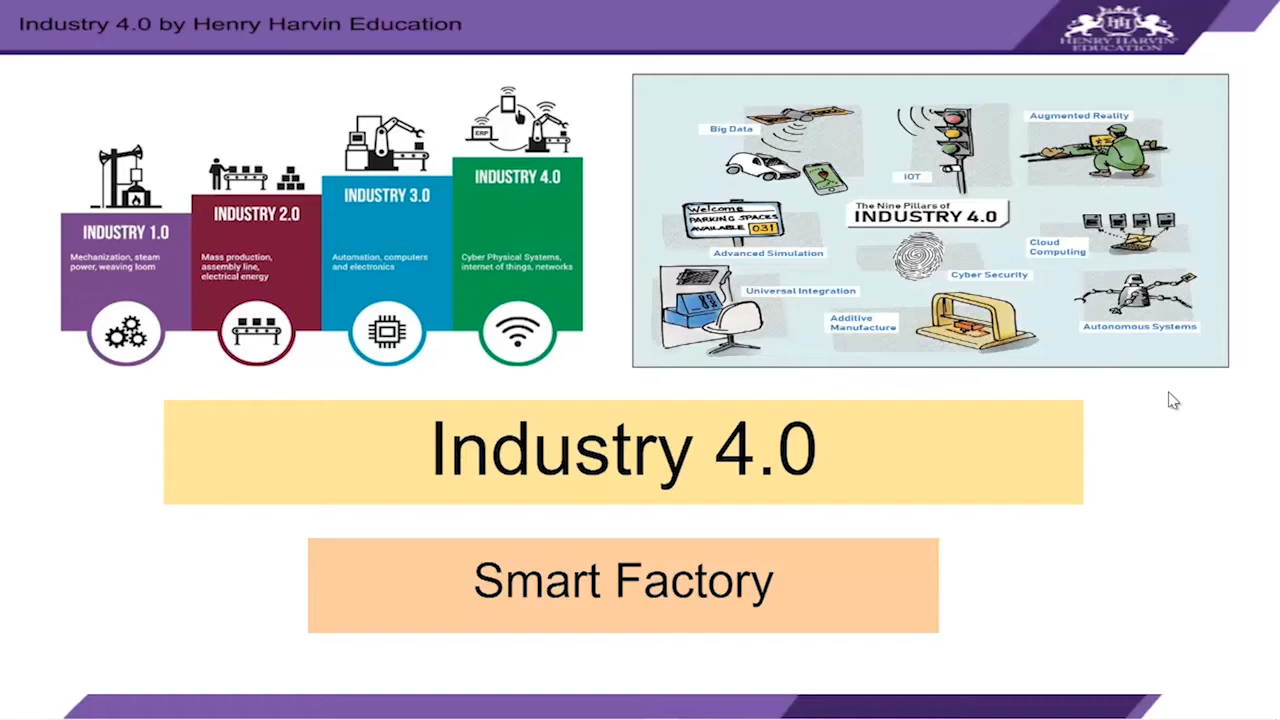 Industry 4.0 by Henry Harvin Education
HENRY HARVIN
EDUCATION
ERP
INDUSTRY 1.0
Mechanization, steam
power, weaving loom
INDUSTRY 2.0
Mass production,
assembly line,
electrical energy
INDUSTRY 3.0
Automation, computers
and electronics
INDUSTRY 4.0
Cyber Physical Systems,
internet of things, networks
Big Data
IOT
Augmented Reality
Welcome
PARKING SPACES
AVAILABLE 031
The Nine Pillars of
INDUSTRY 4.0
Advanced Simulation
Cloud
Computing
Cyber Security
Universal Integration
Additive
Manufacture
Autonomous Systems
Industry 4.0
Smart Factory